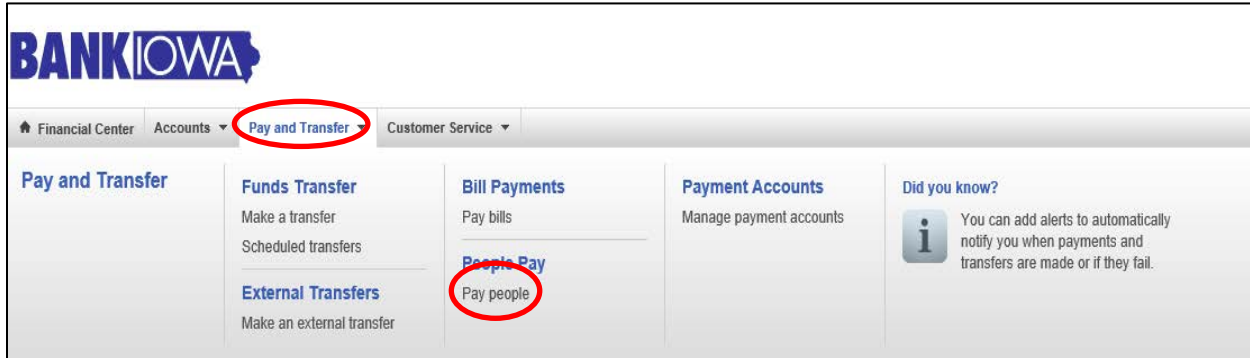 BANKIOWA
Financial Center Accounts Pay and Transfer Customer Service
Pay and Transfer
Funds Transfer
Make a transfer
Scheduled transfers
External Transfers
Make an external transfer
Bill Payments
Pay bills
People Pay
Pay people
Payment Accounts
Manage payment accounts
Did you know?
i
You can add alerts to automatically
notify you when payments and
transfers are made or if they fail.